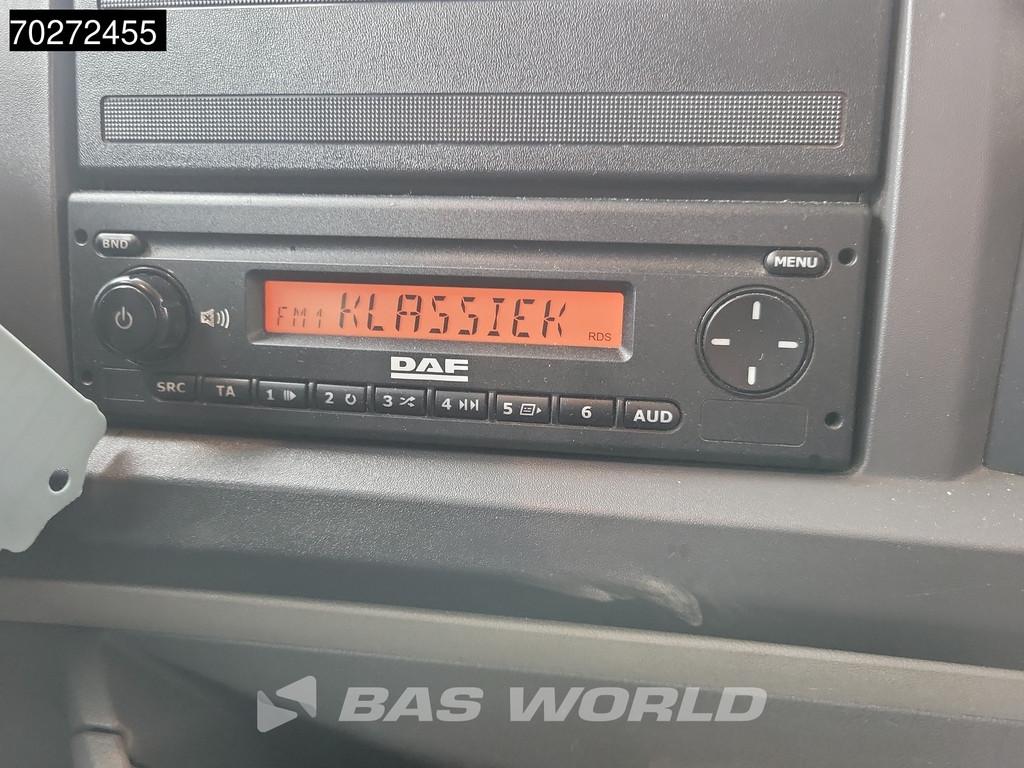 70272455
BND
MENU
FM1 KLASSIEK RDS
DAF
SRC TA 1 2 3 4 5 6 AUD
BAS WORLD